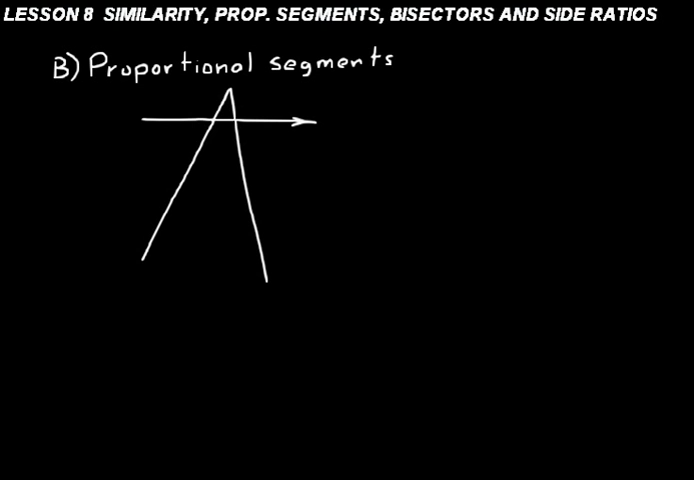 LESSON 8 SIMILARITY, PROP. SEGMENTS, BISECTORS AND SIDE RATIOS
B) Proportional segments